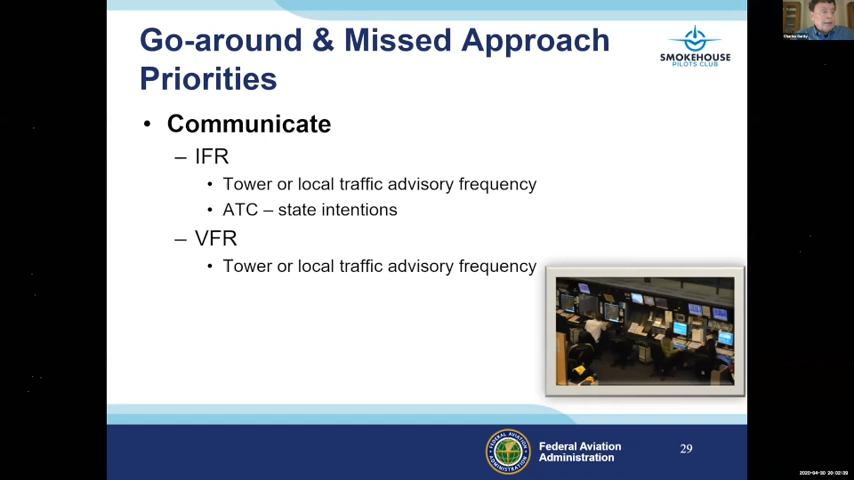 Go-around & Missed Approach
Priorities
SMOKEHOUSE
PILOTS CLUB
• Communicate
– IFR
• Tower or local traffic advisory frequency
• ATC – state intentions
– VFR
• Tower or local traffic advisory frequency
Federal Aviation
Administration
29